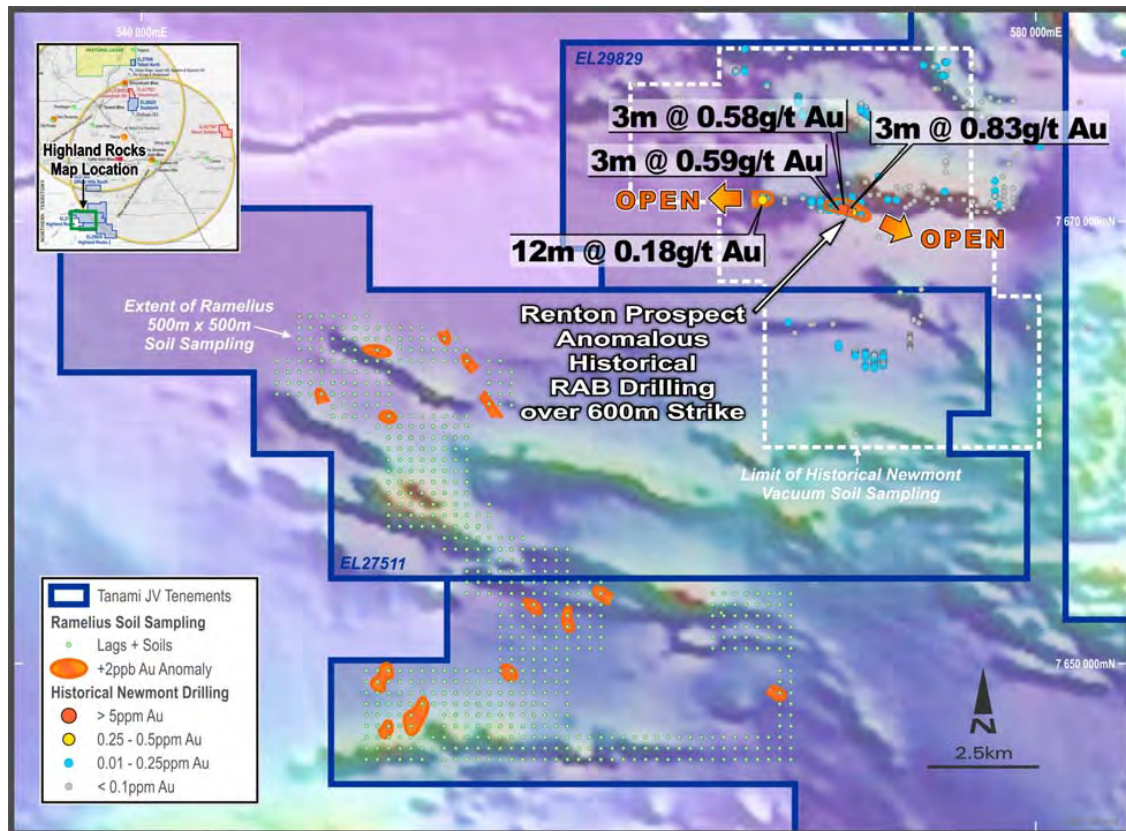 540 000mE
580 000mE
EL29829
3m @ 0.58g/t Au
3m @ 0.83g/t Au
3m @ 0.59g/t Au
OPEN
OPEN
12m @ 0.18g/t Au
7 670 000mN
Highland Rocks
Map Location
Extent of Ramelius
500m x 500m
Soil Sampling
Renton Prospect
Anomalous
Historical
RAB Drilling
over 600m Strike
Limit of Historical Newmont
Vacuum Soil Sampling
EL27511
7 650 000mN
Tanami JV Tenements
Ramelius Soil Sampling
Lags + Soils
+2ppb Au Anomaly
Historical Newmont Drilling
> 5ppm Au
0.25 - 0.5ppm Au
0.01 - 0.25ppm Au
< 0.1ppm Au
N
2.5km